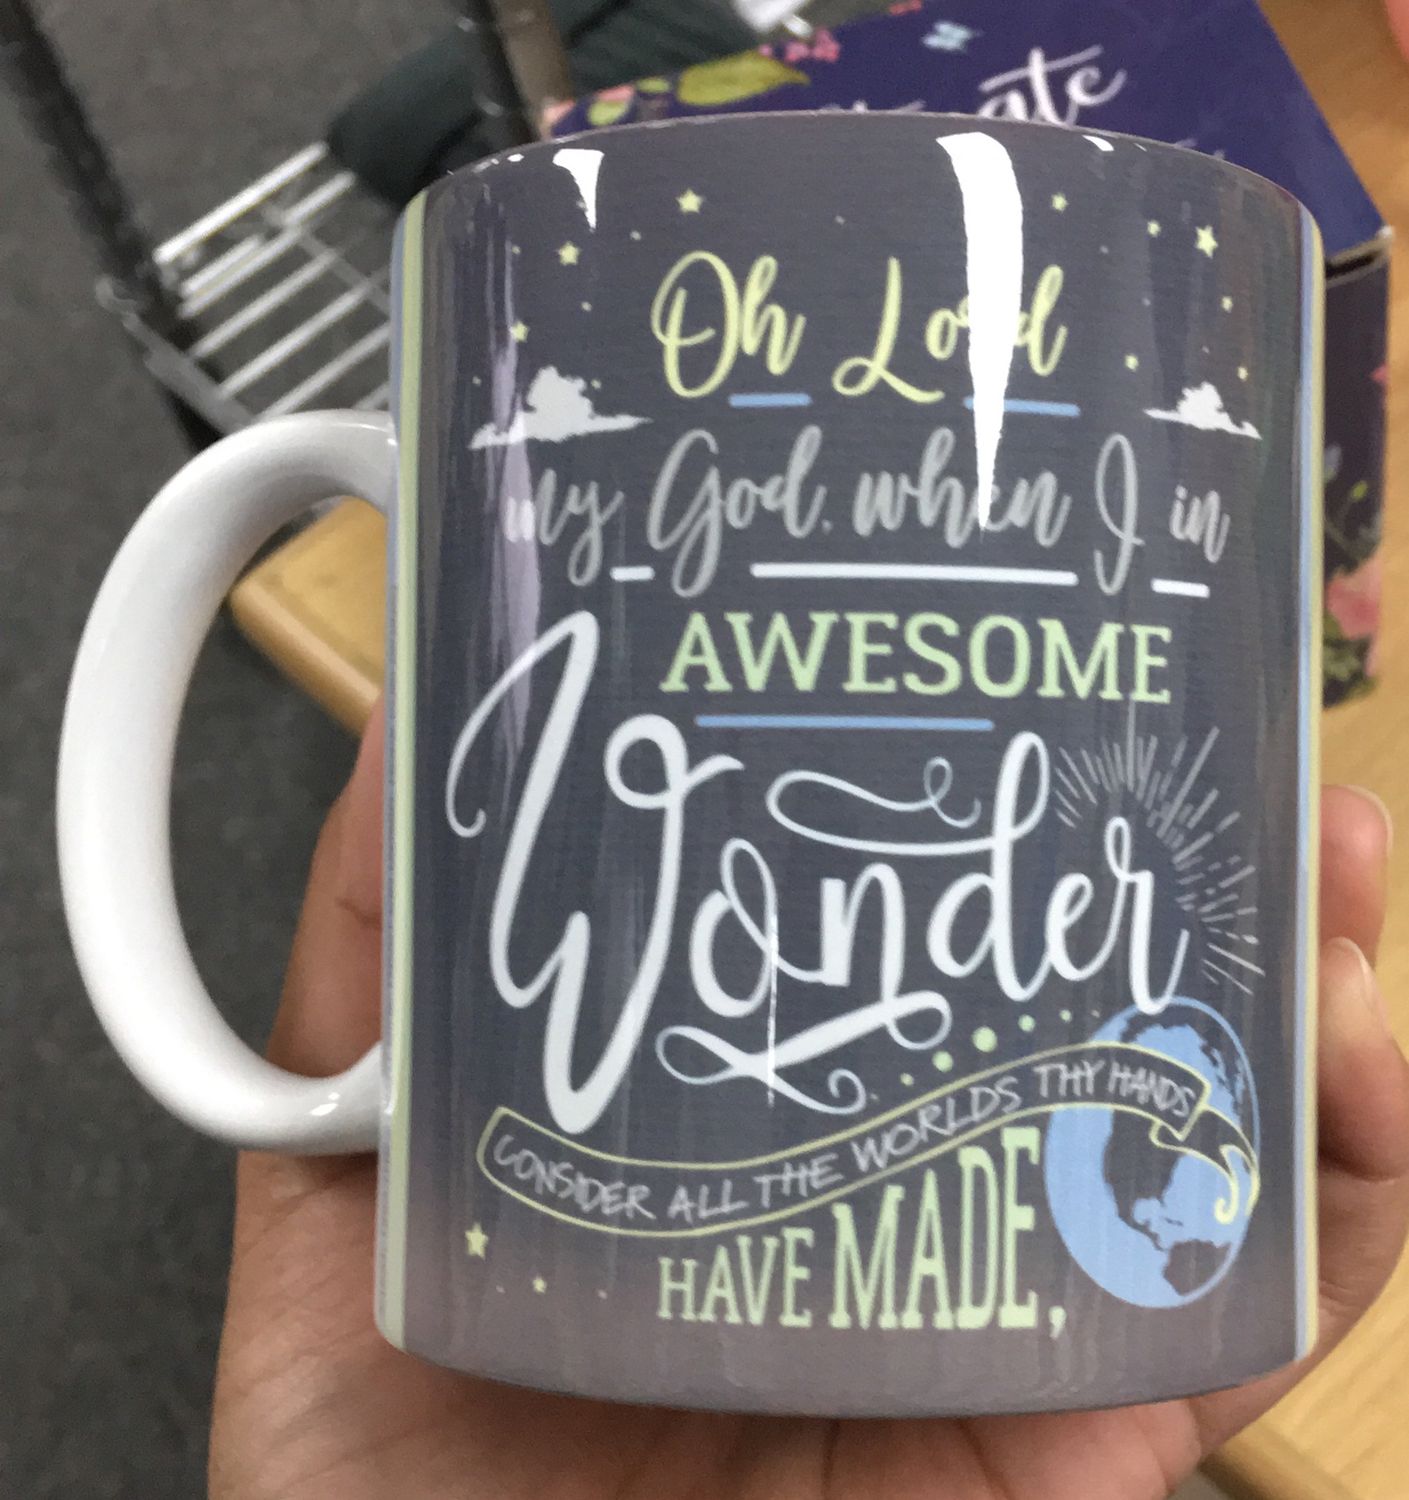 Oh Lord
my God, when I in
AWESOME
Wonder
CONSIDER ALL THE WORLDS THY HANDS
HAVE MADE,